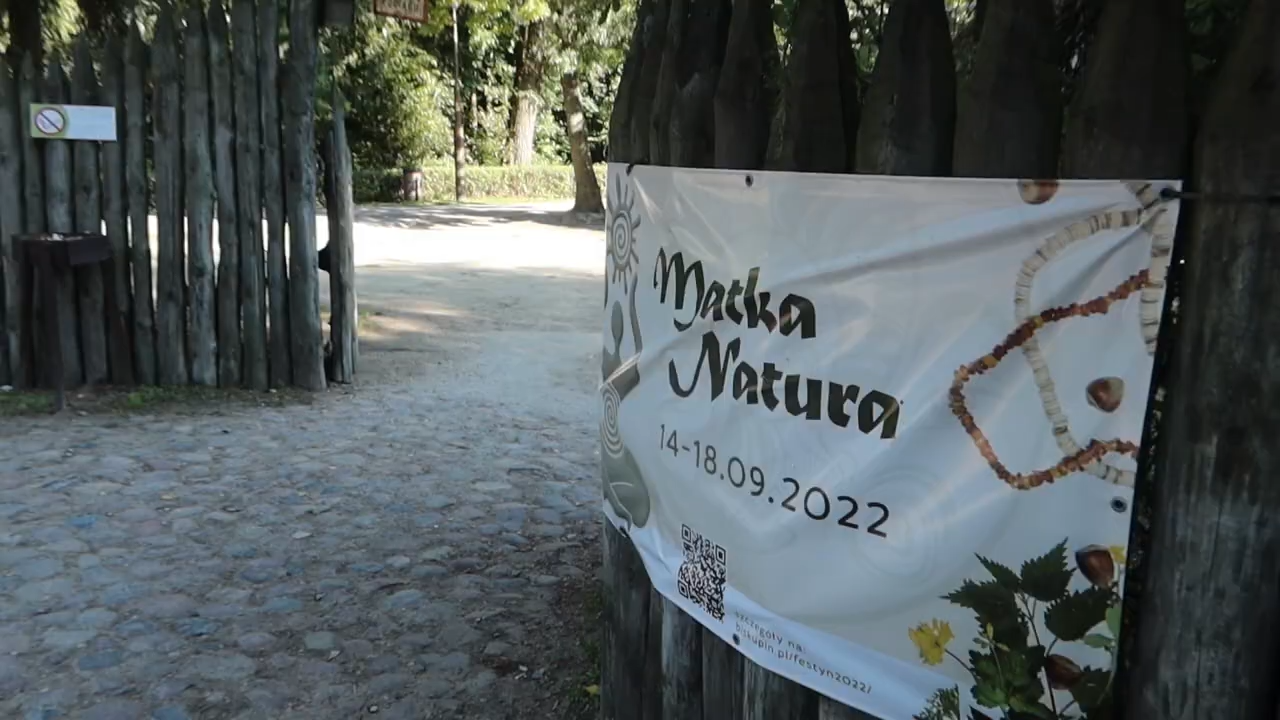 Matka
Natura
14-18.09.2022
szczegóły na:
biskupin.pl/festyn2022/